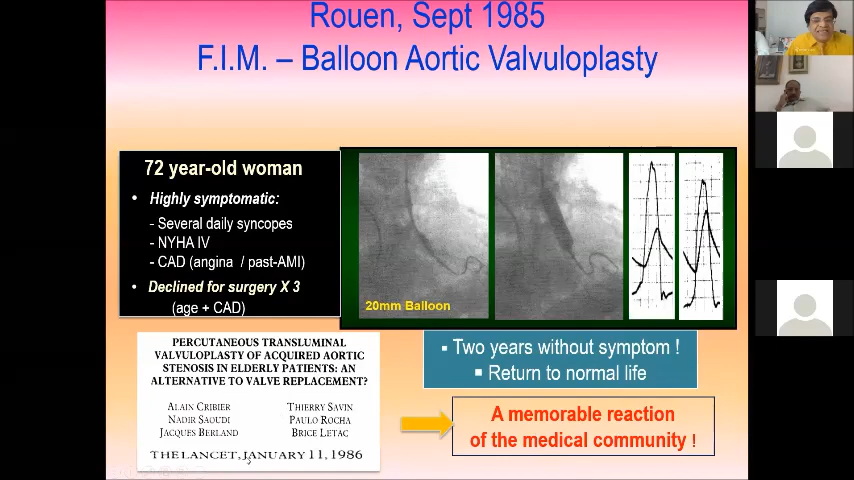 Rouen, Sept 1985
F.I.M. – Balloon Aortic Valvuloplasty
72 year-old woman
• Highly symptomatic:
- Several daily syncopes
- NYHA IV
- CAD (angina / past-AMI)
• Declined for surgery X 3
(age + CAD)
20mm Balloon
PERCUTANEOUS TRANSLUMINAL
VALVULOPLASTY OF ACQUIRED AORTIC
STENOSIS IN ELDERLY PATIENTS: AN
ALTERNATIVE TO VALVE REPLACEMENT?
ALAIN CRIBIER THIERRY SAVIN
NADIR SAOUDI PAULO ROCHA
JACQUES BERLAND BRICE LETAC
THE LANCET, JANUARY 11, 1986
▪ Two years without symptom !
▪ Return to normal life
A memorable reaction
of the medical community !